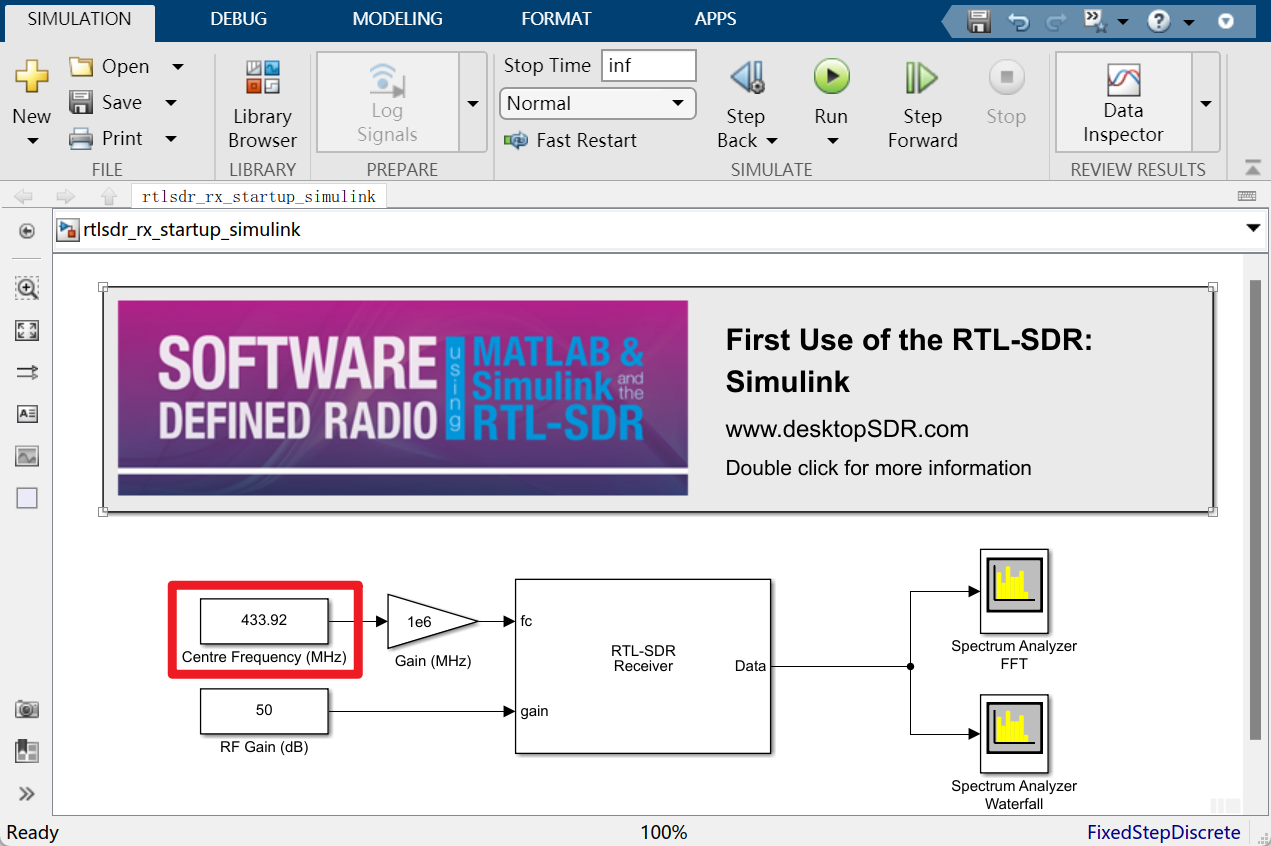 SIMULATION
DEBUG
MODELING
FORMAT
APPS
New
Open
Save
Print
FILE
Library
Browser
LIBRARY
Log
Signals
PREPARE
Stop Time inf
Normal
Fast Restart
Step
Back
Run
Step
Forward
Stop
SIMULATE
Data
Inspector
REVIEW RESULTS
rtlsdr_rx_startup_simulink
rtlsdr_rx_startup_simulink
SOFTWARE
DEFINED RADIO
using
MATLAB &
Simulink and
the
RTL-SDR
First Use of the RTL-SDR:
Simulink
www.desktopSDR.com
Double click for more information
433.92
Centre Frequency (MHz)
1e6
Gain (MHz)
50
RF Gain (dB)
fc
gain
RTL-SDR
Receiver
Data
Spectrum Analyzer
FFT
Spectrum Analyzer
Waterfall
Ready
100%
FixedStepDiscrete